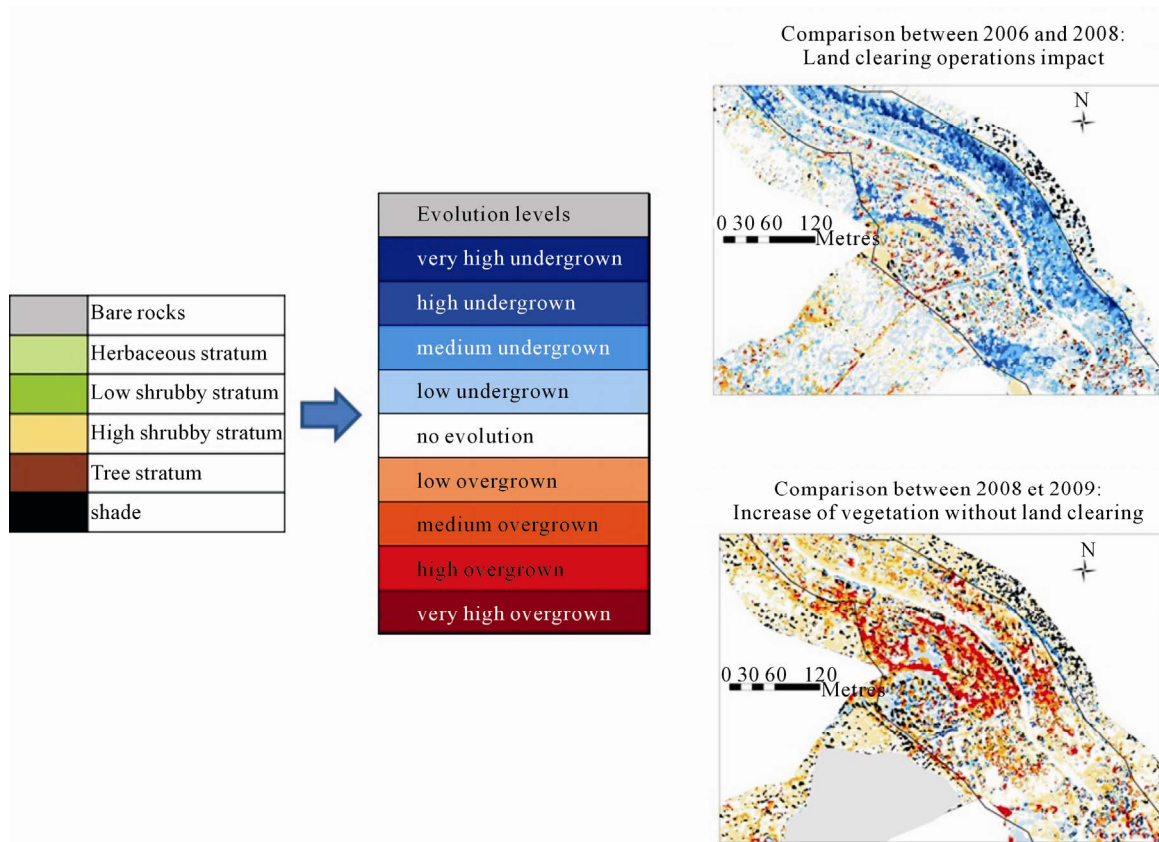 Bare rocks
Herbaceous stratum
Low shrubby stratum
High shrubby stratum
Tree stratum
shade
Evolution levels
very high undergrown
high undergrown
medium undergrown
low undergrown
no evolution
low overgrown
medium overgrown
high overgrown
very high overgrown
Comparison between 2006 and 2008:
Land clearing operations impact
N
0 30 60 120
Metres
Comparison between 2008 et 2009:
Increase of vegetation without land clearing
N
0 30 60 120
Metres